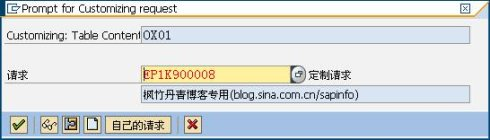 Prompt for Customizing request
Customizing: Table Content OX01
请求 EP1K900008 定制请求
枫竹丹青博客专用(blog.sina.com.cn/sapinfo)
自己的请求